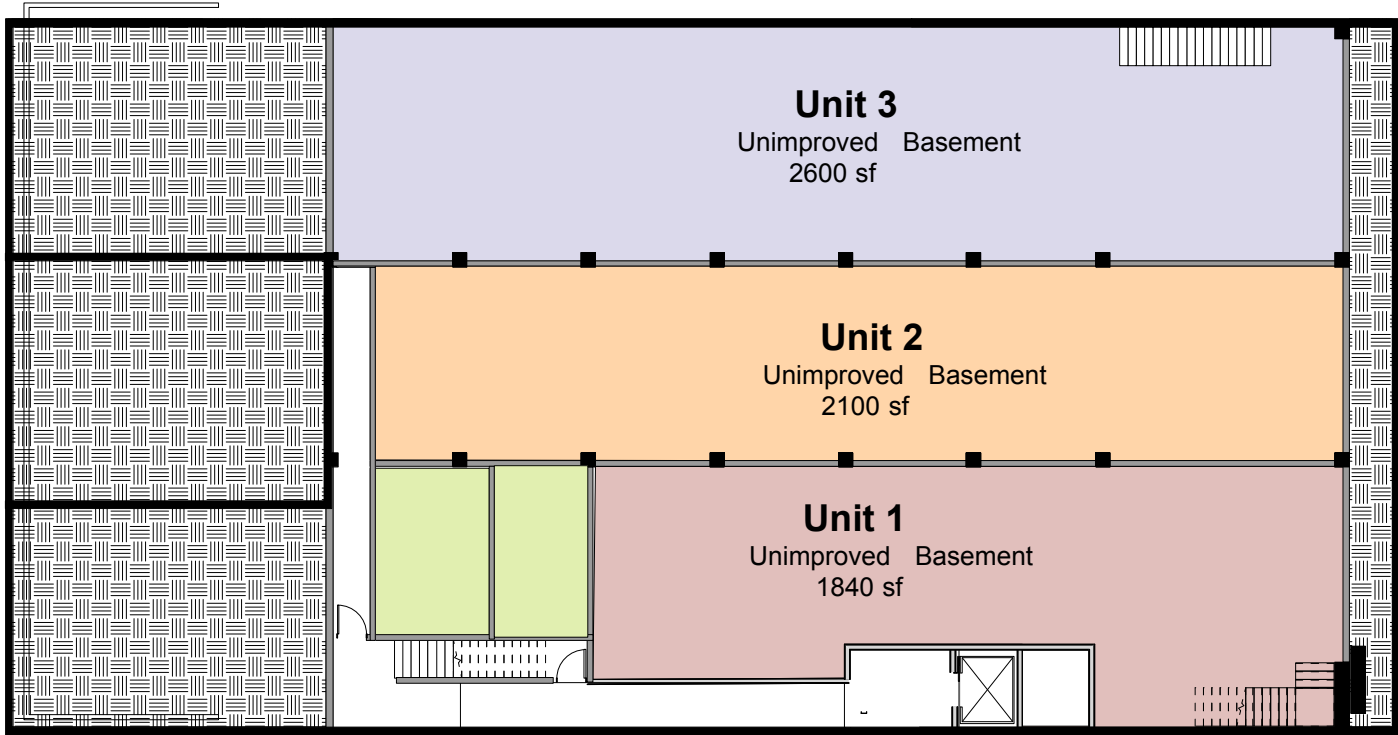 Unit 3
Unimproved Basement
2600 sf
Unit 2
Unimproved Basement
2100 sf
Unit 1
Unimproved Basement
1840 sf